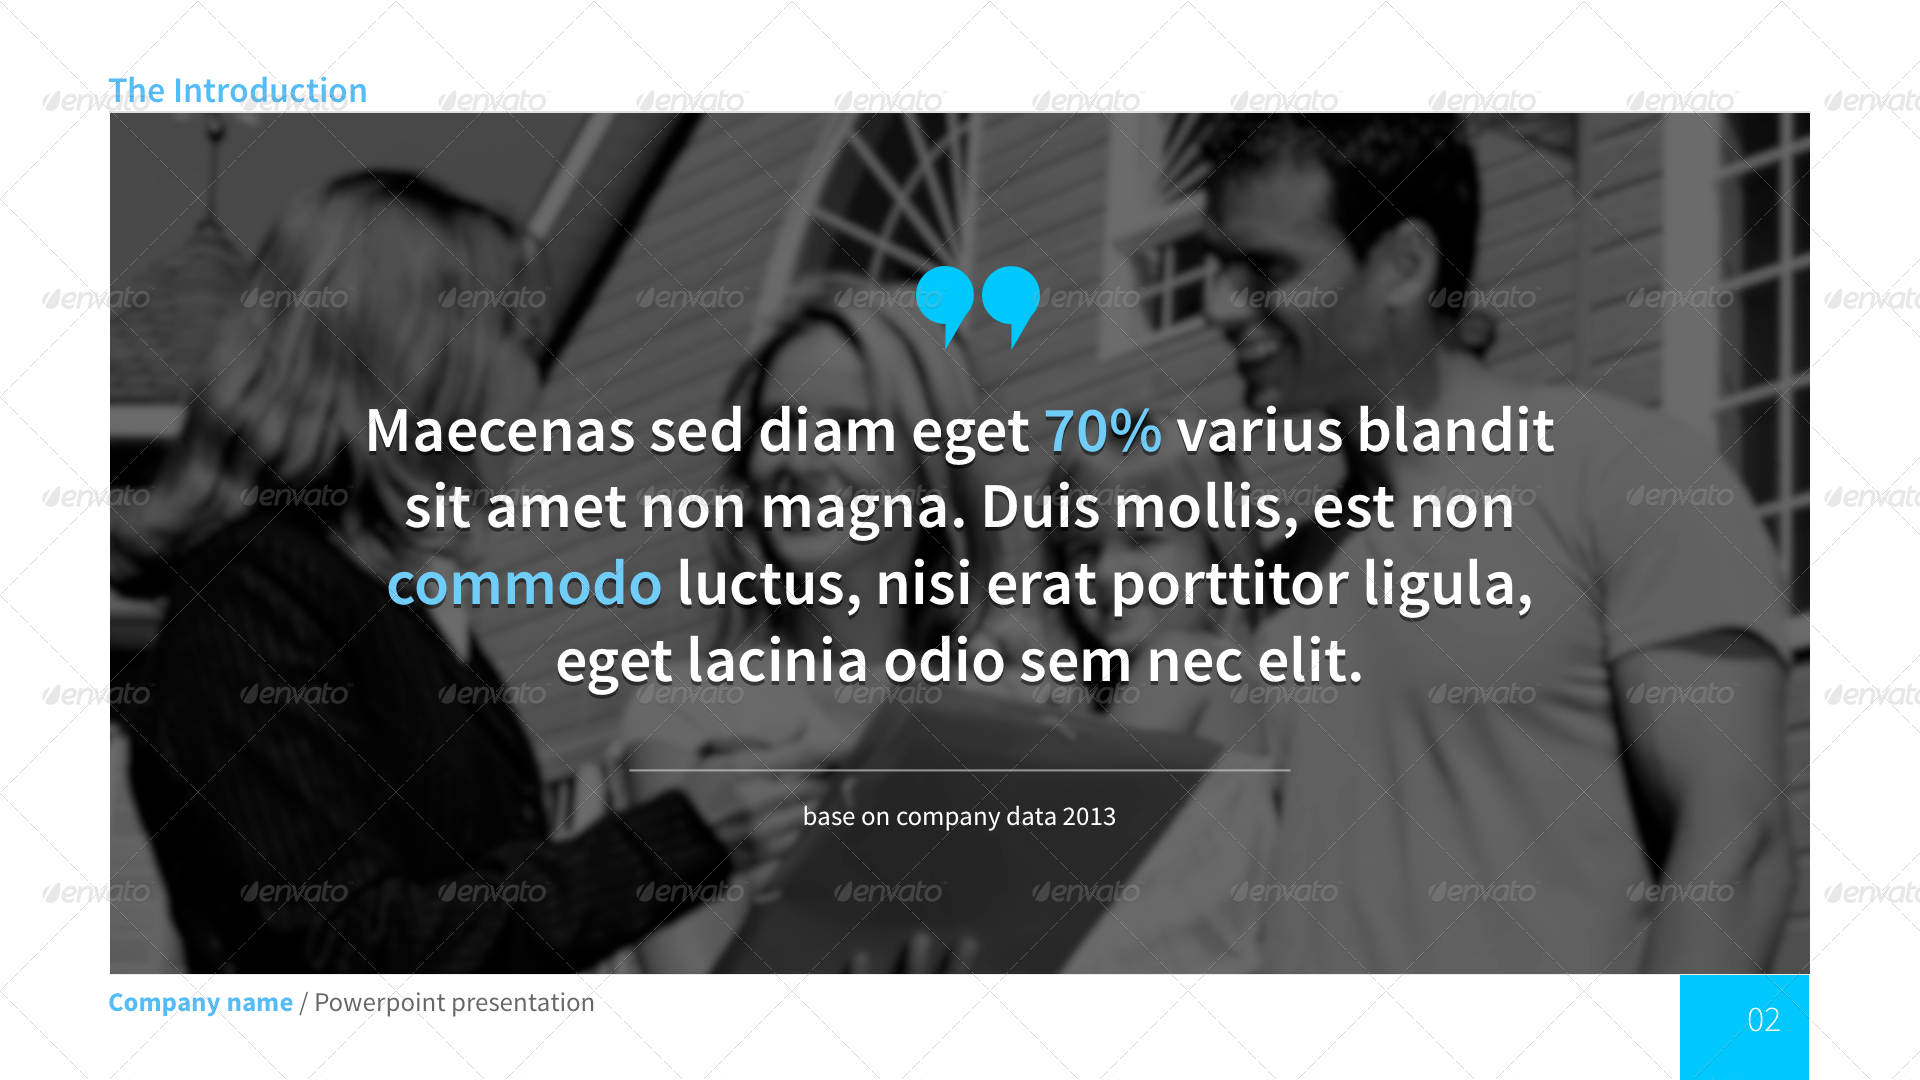 The Introduction
Maecenas sed diam eget 70% varius blandit
sit amet non magna. Duis mollis, est non
commodo luctus, nisi erat porttitor ligula,
eget lacinia odio sem nec elit.
base on company data 2013
Company name / Powerpoint presentation
02
envato